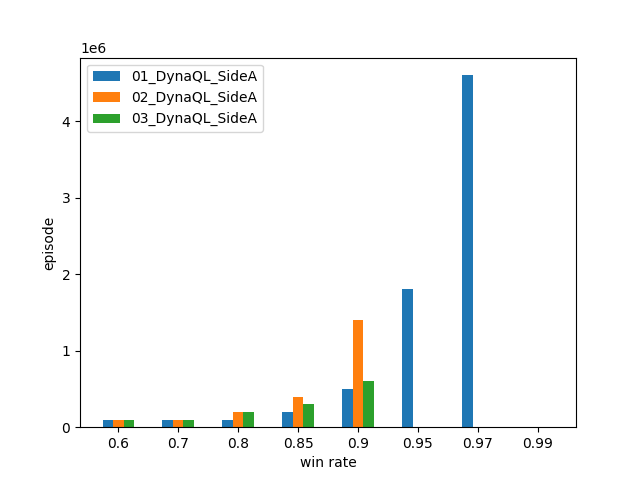 1e6
01_DynaQL_SideA
02_DynaQL_SideA
03_DynaQL_SideA
4
3
2
1
0
episode
0.6 0.7 0.8 0.85 0.9 0.95 0.97 0.99
win rate